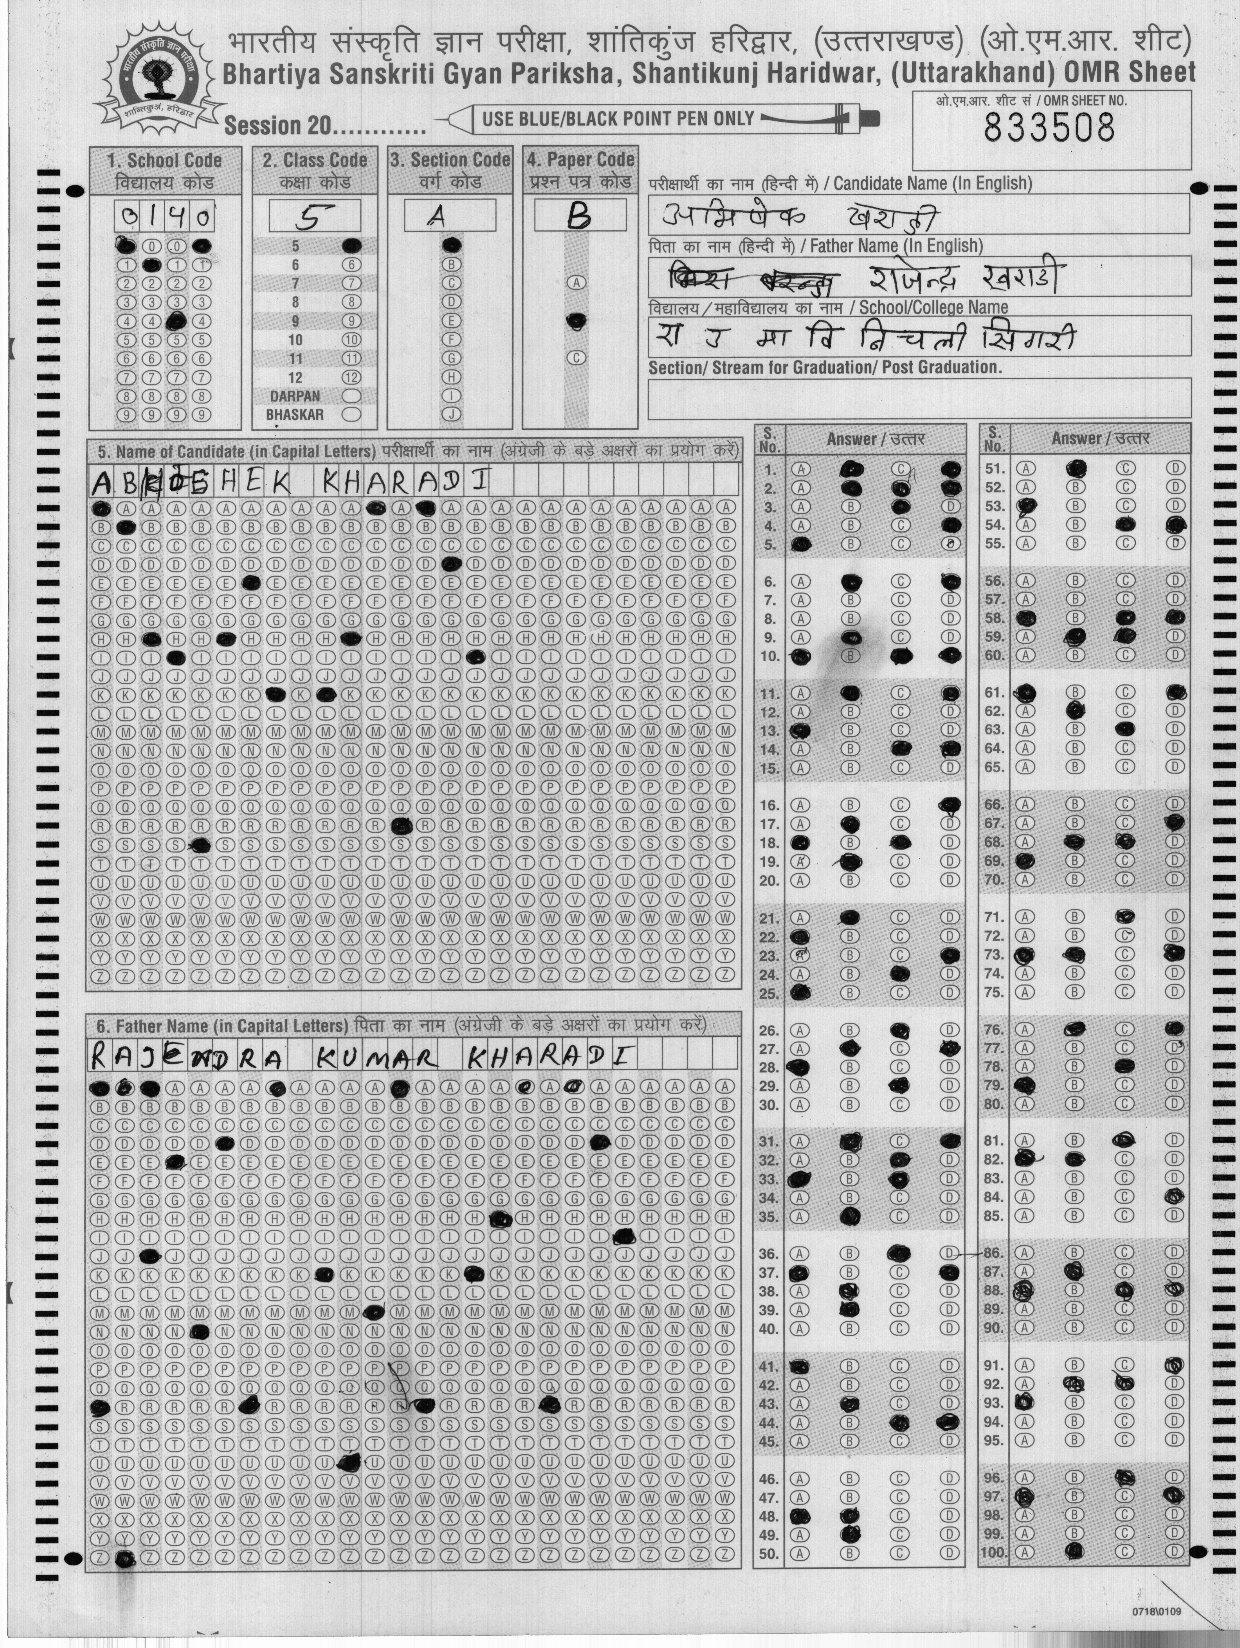 भारतीय संस्कृति ज्ञान परीक्षा, शांतिकुंज हरिद्वार, (उत्तराखण्ड) (ओ.एम.आर. शीट)
Bhartiya Sanskriti Gyan Pariksha, Shantikunj Haridwar, (Uttarakhand) OMR Sheet
Session 20............
USE BLUE/BLACK POINT PEN ONLY
ओ.एम.आर. शीट सं / OMR SHEET NO.
833508
1. School Code
विद्यालय कोड
0140
2. Class Code
कक्षा कोड
5
5
6
7
8
9
10
11
12
DARPAN
BHASKAR
3. Section Code
वर्ग कोड
A
4. Paper Code
प्रश्न पत्र कोड
B
परीक्षार्थी का नाम (हिन्दी में) / Candidate Name (In English)
अभिषेक खराड़ी
पिता का नाम (हिन्दी में) / Father Name (In English)
राजेन्द्र खराडी
विद्यालय/महाविद्यालय का नाम / School/College Name
रा उ मा वि निचली सिगरी
Section/ Stream for Graduation/ Post Graduation.
5. Name of Candidate (in Capital Letters) परीक्षार्थी का नाम (अंग्रेजी के बड़े अक्षरों का प्रयोग करें)
ABHISHEK KHARADI
6. Father Name (in Capital Letters) पिता का नाम (अंग्रेजी के बड़े अक्षरों का प्रयोग करें)
RAJENDRA KUMAR KHARADI
S. No. Answer / उत्तर
S. No. Answer / उत्तर
0718\0109